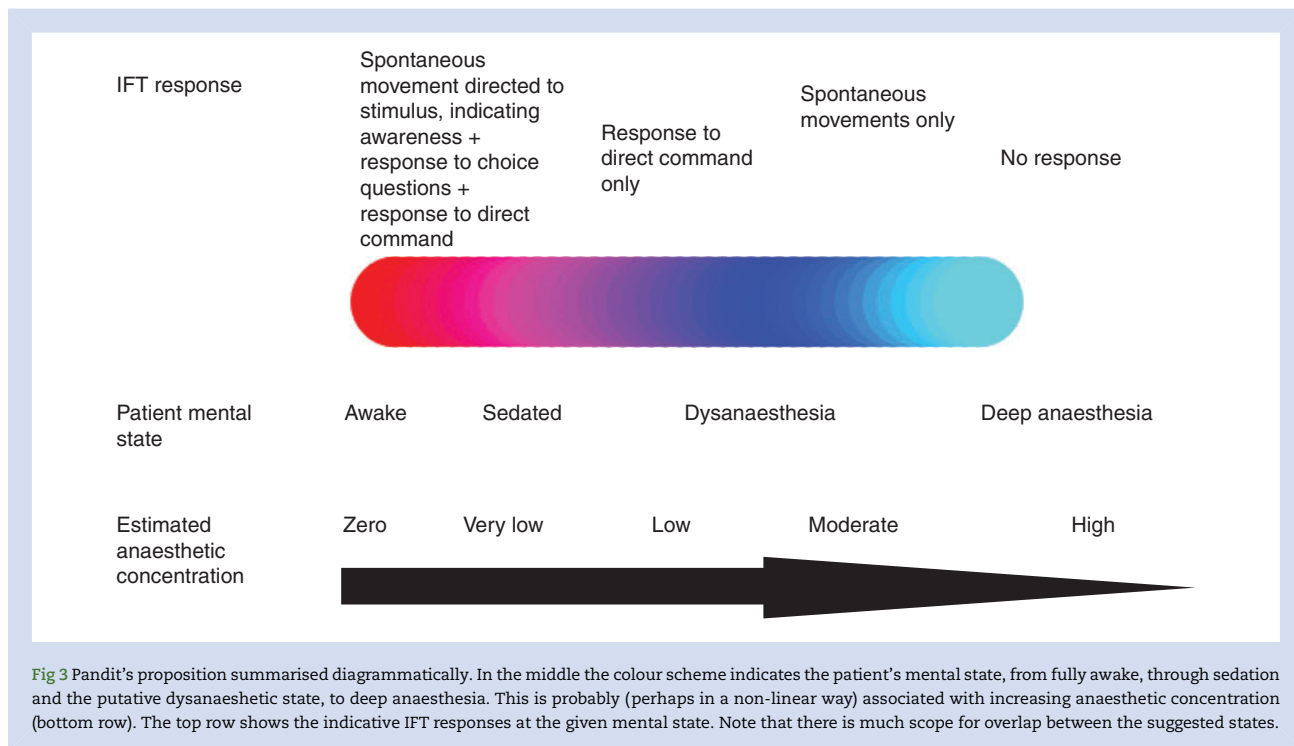 IFT response
Spontaneous
movement directed to
stimulus, indicating
awareness +
response to choice
questions +
response to direct
command
Response to
direct command
only
Spontaneous
movements only
No response
Patient mental
state
Awake
Sedated
Dysanaesthesia
Deep anaesthesia
Estimated
anaesthetic
concentration
Zero
Very low
Low
Moderate
High
Fig 3 Pandit's proposition summarised diagrammatically. In the middle the colour scheme indicates the patient's mental state, from fully awake, through sedation
and the putative dysanaeshetic state, to deep anaesthesia. This is probably (perhaps in a non-linear way) associated with increasing anaesthetic concentration
(bottom row). The top row shows the indicative IFT responses at the given mental state. Note that there is much scope for overlap between the suggested states.